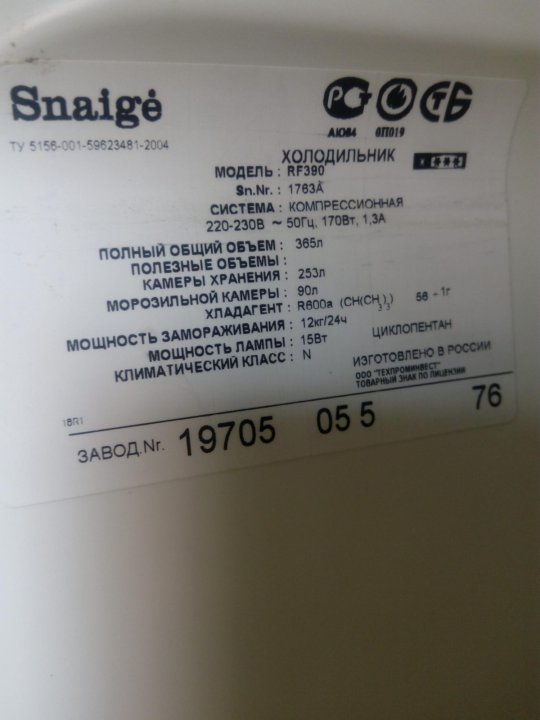 Snaigė
PCT
СТБ
АЮ84 ОП019
ТУ 5156-001-59623481-2004
ХОЛОДИЛЬНИК
МОДЕЛЬ : RF390
Sn.Nr. : 1763A
СИСТЕМА : КОМПРЕССИОННАЯ
220-230В ~ 50Гц, 170Вт, 1,3А
ПОЛНЫЙ ОБЩИЙ ОБЪЕМ : 365л
ПОЛЕЗНЫЕ ОБЪЕМЫ :
КАМЕРЫ ХРАНЕНИЯ : 253л
МОРОЗИЛЬНОЙ КАМЕРЫ : 90л
ХЛАДАГЕНТ : R600a (CH(CH3)3) 56 - 1г
МОЩНОСТЬ ЗАМОРАЖИВАНИЯ : 12кг/24ч
МОЩНОСТЬ ЛАМПЫ : 15Вт ЦИКЛОПЕНТАН
КЛИМАТИЧЕСКИЙ КЛАСС : N
ИЗГОТОВЛЕНО В РОССИИ
ООО "ТЕХПРОМИНВЕСТ"
ТОВАРНЫЙ ЗНАК ПО ЛИЦЕНЗИИ
18R1
ЗАВОД.Nr. 19705 05 5 76